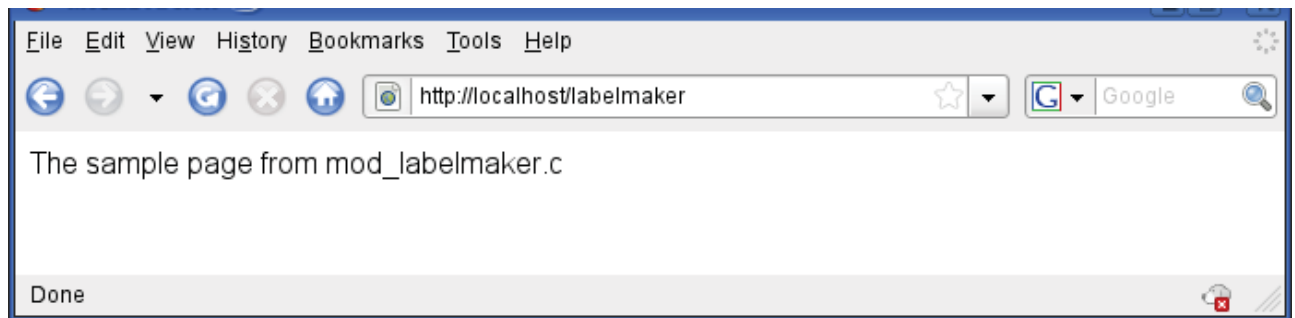 File Edit View History Bookmarks Tools Help
http://localhost/labelmaker G Google
The sample page from mod_labelmaker.c
Done